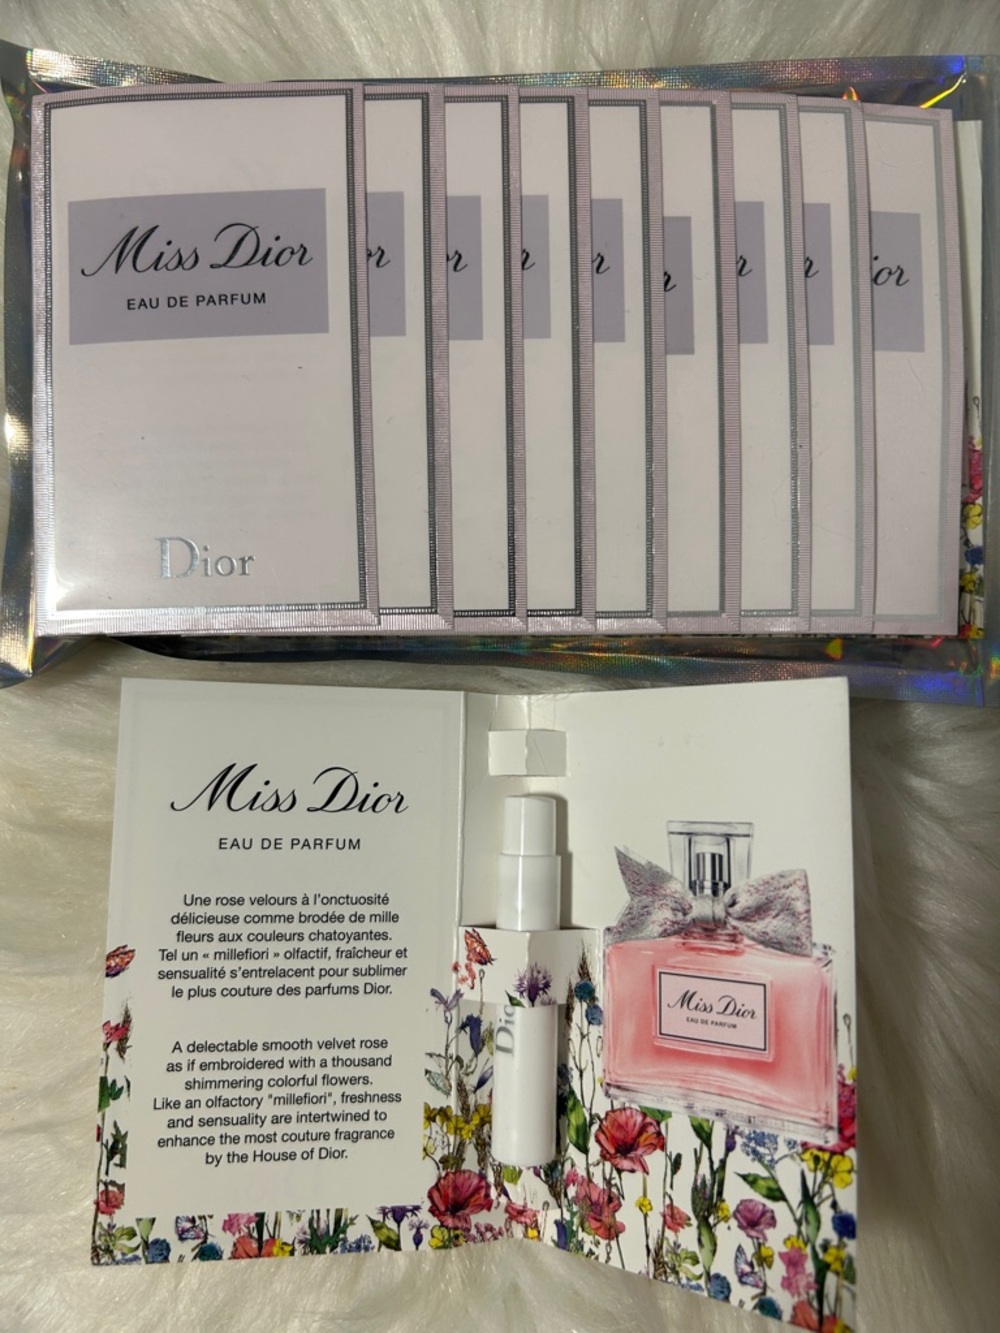 Miss Dior
EAU DE PARFUM
or
or
r
r
r
r
r
ior
Dior
Miss Dior
EAU DE PARFUM
Une rose velours à l'onctuosité
délicieuse comme brodée de mille
fleurs aux couleurs chatoyantes.
Tel un « millefiori » olfactif, fraîcheur et
sensualité s'entrelacent pour sublimer
le plus couture des parfums Dior.
A delectable smooth velvet rose
as if embroidered with a thousand
shimmering colorful flowers.
Like an olfactory "millefiori", freshness
and sensuality are intertwined to
enhance the most couture fragrance
by the House of Dior.
Dio
Miss Dior
EAU DE PARFUM